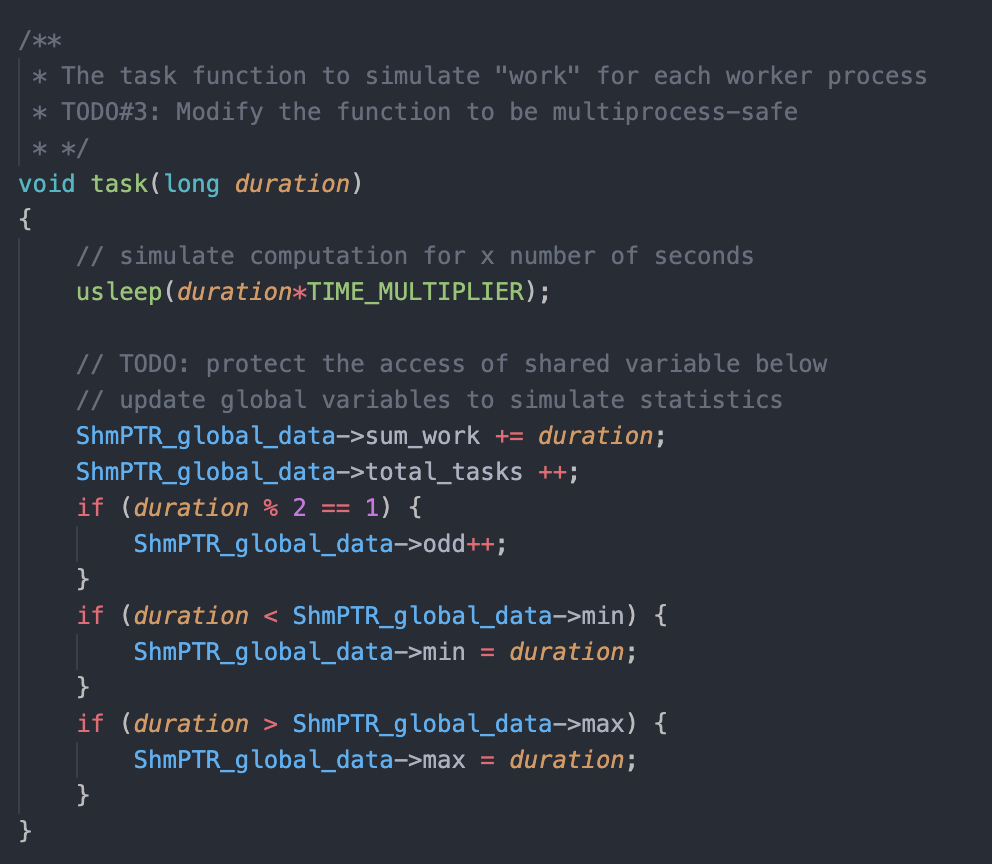 /**
 * The task function to simulate "work" for each worker process
 * TODO#3: Modify the function to be multiprocess-safe
 * */
void task(long duration)
{
    // simulate computation for x number of seconds
    usleep(duration*TIME_MULTIPLIER);

    // TODO: protect the access of shared variable below
    // update global variables to simulate statistics
    ShmPTR_global_data->sum_work += duration;
    ShmPTR_global_data->total_tasks ++;
    if (duration % 2 == 1) {
        ShmPTR_global_data->odd++;
    }
    if (duration < ShmPTR_global_data->min) {
        ShmPTR_global_data->min = duration;
    }
    if (duration > ShmPTR_global_data->max) {
        ShmPTR_global_data->max = duration;
    }
}